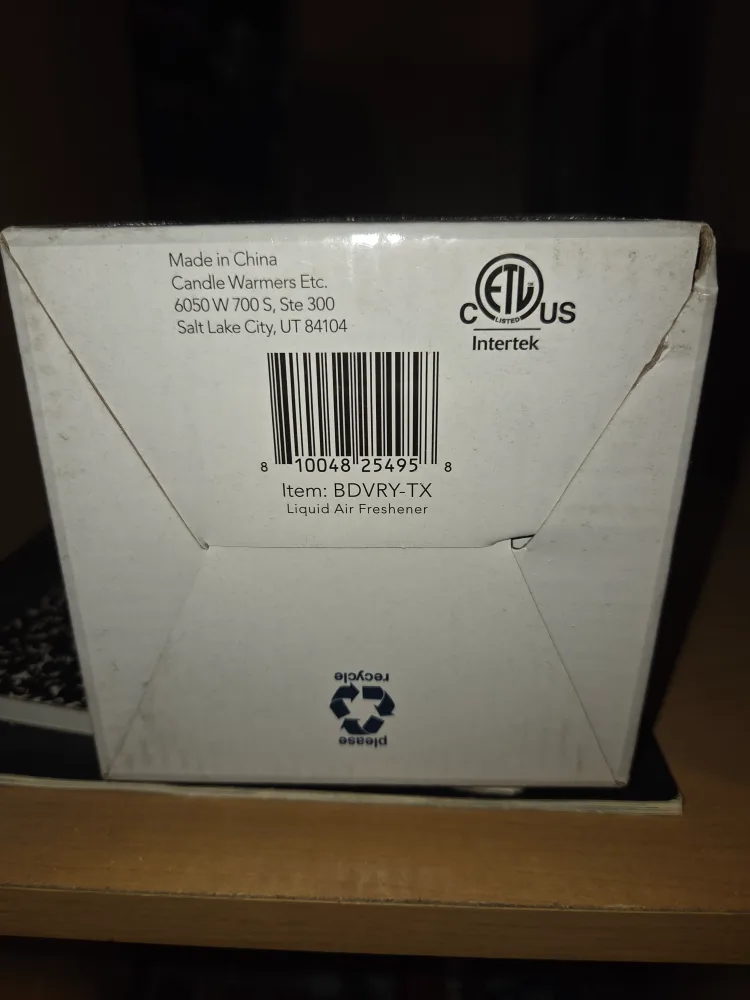 Made in China
Candle Warmers Etc.
6050 W 700 S, Ste 300
Salt Lake City, UT 84104
ETL
C LISTED US
Intertek
8 10048 25495 8
Item: BDVRY-TX
Liquid Air Freshener
please
recycle